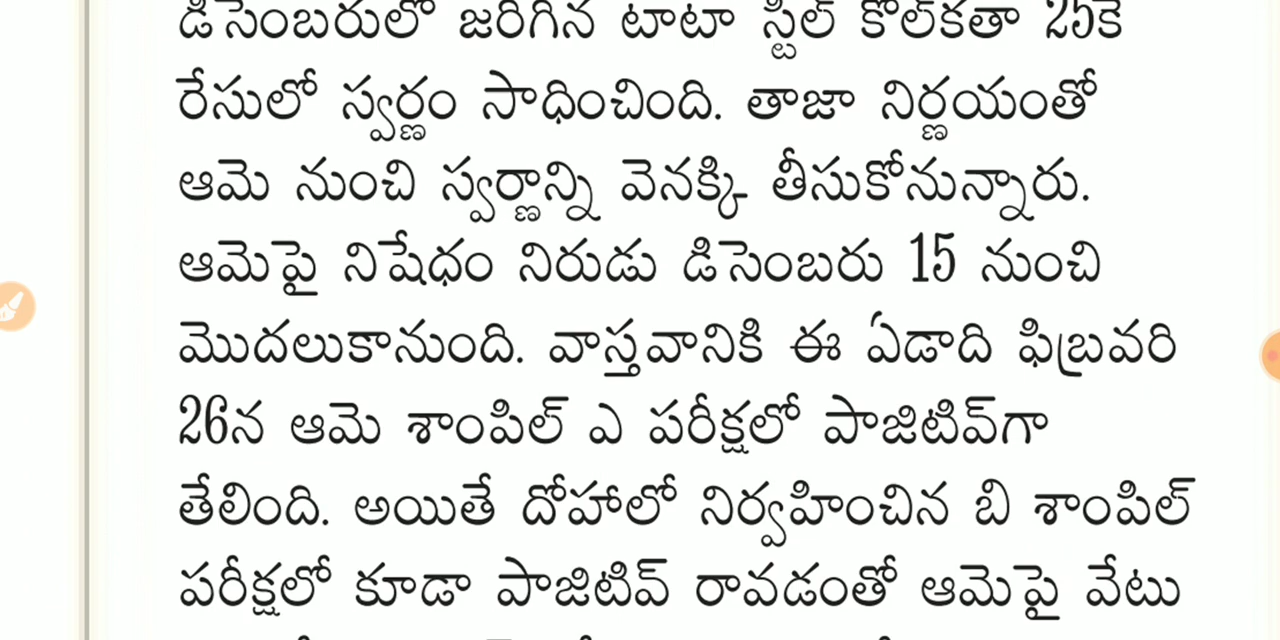 డిసెంబరులో జరిగిన టాటా స్టీల్ కోల్‌కతా 25కె
రేసులో స్వర్ణం సాధించింది. తాజా నిర్ణయంతో
ఆమె నుంచి స్వర్ణాన్ని వెనక్కి తీసుకోనున్నారు.
ఆమెపై నిషేధం నిరుడు డిసెంబరు 15 నుంచి
మొదలుకానుంది. వాస్తవానికి ఈ ఏడాది ఫిబ్రవరి
26న ఆమె శాంపిల్ ఎ పరీక్షలో పాజిటివ్‌గా
తేలింది. అయితే దోహాలో నిర్వహించిన బి శాంపిల్
పరీక్షలో కూడా పాజిటివ్ రావడంతో ఆమెపై వేటు